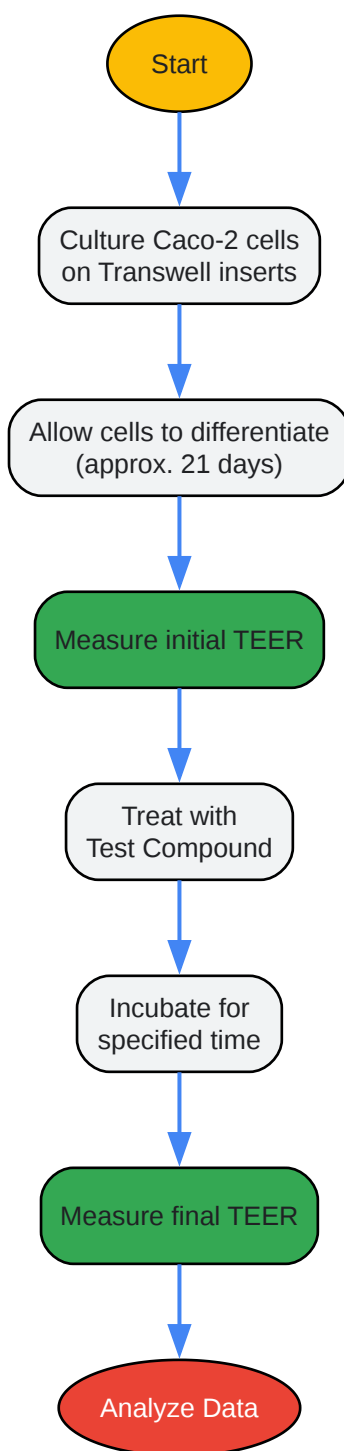 Start
Culture Caco-2 cells
on Transwell inserts
Allow cells to differentiate
(approx. 21 days)
Measure initial TEER
Treat with
Test Compound
Incubate for
specified time
Measure final TEER
Analyze Data